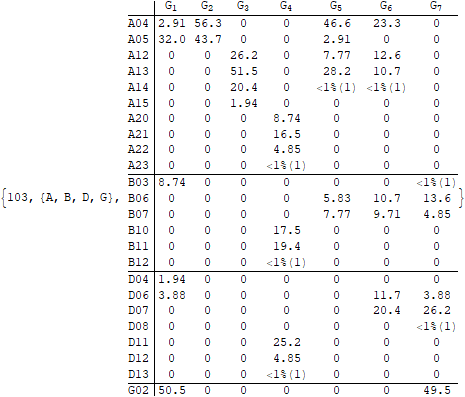 G1 G2 G3 G4 G5 G6 G7
A04 2.91 56.3 0 0 46.6 23.3 0
A05 32.0 43.7 0 0 2.91 0 0
A12 0 0 26.2 0 7.77 12.6 0
A13 0 0 51.5 0 28.2 10.7 0
A14 0 0 20.4 0 <1%(1) <1%(1) 0
A15 0 0 1.94 0 0 0 0
A20 0 0 0 8.74 0 0 0
A21 0 0 0 16.5 0 0 0
A22 0 0 0 4.85 0 0 0
A23 0 0 0 <1%(1) 0 0 0
B03 8.74 0 0 0 0 0 <1%(1)
{103, {A, B, D, G}, B06 0 0 0 0 5.83 10.7 13.6 }
B07 0 0 0 0 7.77 9.71 4.85
B10 0 0 0 17.5 0 0 0
B11 0 0 0 19.4 0 0 0
B12 0 0 0 <1%(1) 0 0 0
D04 1.94 0 0 0 0 0 0
D06 3.88 0 0 0 0 11.7 3.88
D07 0 0 0 0 0 20.4 26.2
D08 0 0 0 0 0 0 <1%(1)
D11 0 0 0 25.2 0 0 0
D12 0 0 0 4.85 0 0 0
D13 0 0 0 <1%(1) 0 0 0
G02 50.5 0 0 0 0 0 49.5